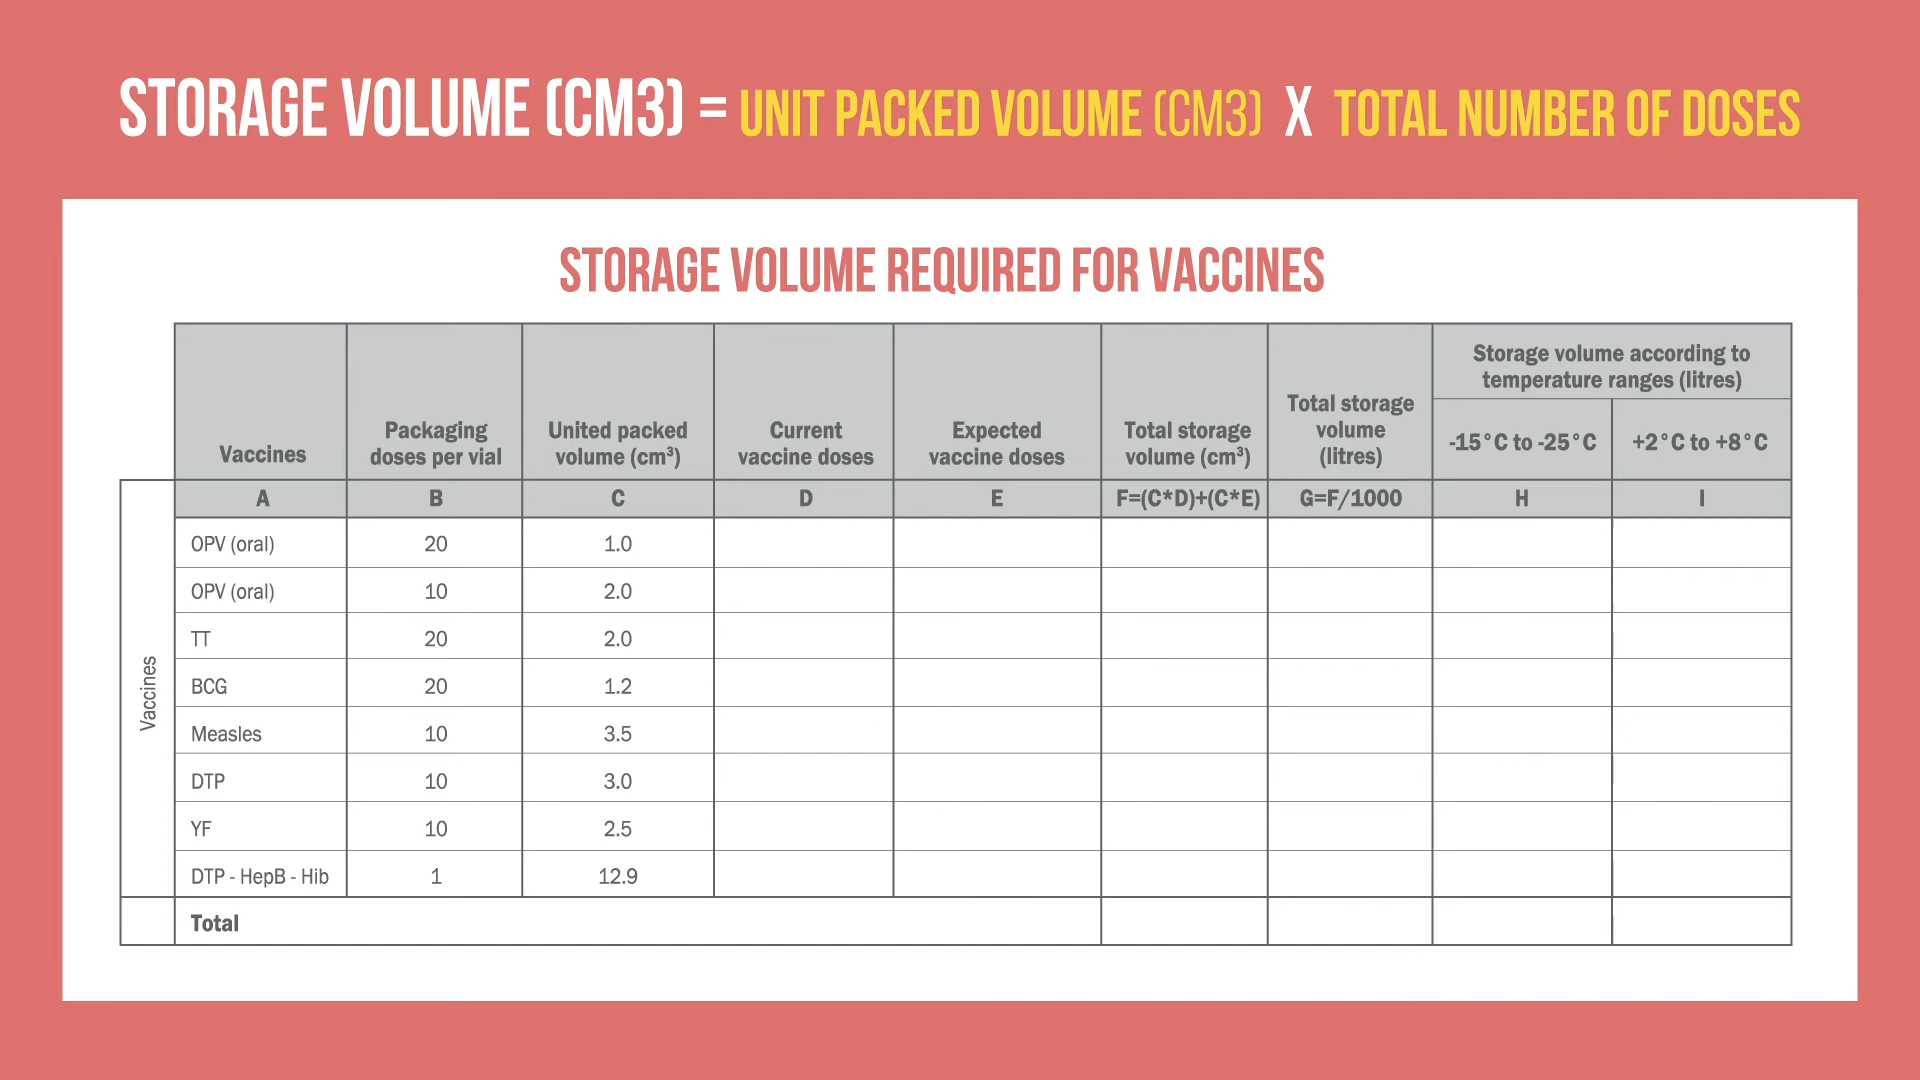 STORAGE VOLUME (CM3) = UNIT PACKED VOLUME (CM3) X TOTAL NUMBER OF DOSES
STORAGE VOLUME REQUIRED FOR VACCINES
Vaccines
Packaging
doses per vial
United packed
volume (cm³)
Current
vaccine doses
Expected
vaccine doses
Total storage
volume (cm³)
Total storage
volume
(litres)
Storage volume according to
temperature ranges (litres)
-15°C to -25°C
+2°C to +8°C
A B C D E F=(C*D)+(C*E) G=F/1000 H I
Vaccines
OPV (oral) 20 1.0
OPV (oral) 10 2.0
TT 20 2.0
BCG 20 1.2
Measles 10 3.5
DTP 10 3.0
YF 10 2.5
DTP - HepB - Hib 1 12.9
Total